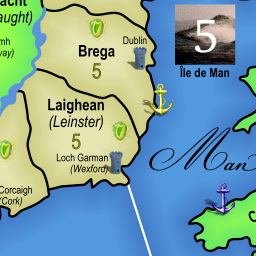 acht
aught)
Brega
5
Dublin
5
Île de Man
mh
way)
Laighean
(Leinster)
5
Loch Garman
(Wexford)
Corcaigh
(Cork)
Man